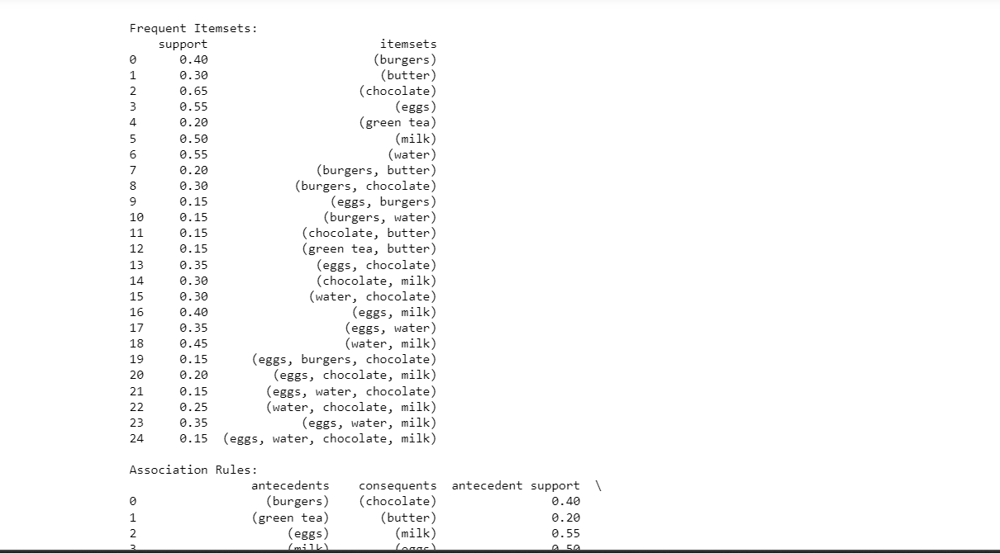 Frequent Itemsets:
support itemsets
0 0.40 (burgers)
1 0.30 (butter)
2 0.65 (chocolate)
3 0.55 (eggs)
4 0.20 (green tea)
5 0.50 (milk)
6 0.55 (water)
7 0.20 (burgers, butter)
8 0.30 (burgers, chocolate)
9 0.15 (eggs, burgers)
10 0.15 (burgers, water)
11 0.15 (chocolate, butter)
12 0.15 (green tea, butter)
13 0.35 (eggs, chocolate)
14 0.30 (chocolate, milk)
15 0.30 (water, chocolate)
16 0.40 (eggs, milk)
17 0.35 (eggs, water)
18 0.45 (water, milk)
19 0.15 (eggs, burgers, chocolate)
20 0.20 (eggs, chocolate, milk)
21 0.15 (eggs, water, chocolate)
22 0.25 (water, chocolate, milk)
23 0.35 (eggs, water, milk)
24 0.15 (eggs, water, chocolate, milk)
Association Rules:
antecedents consequents antecedent support \
0 (burgers) (chocolate) 0.40
1 (green tea) (butter) 0.20
2 (eggs) (milk) 0.55
3 (milk) (eggs) 0.50